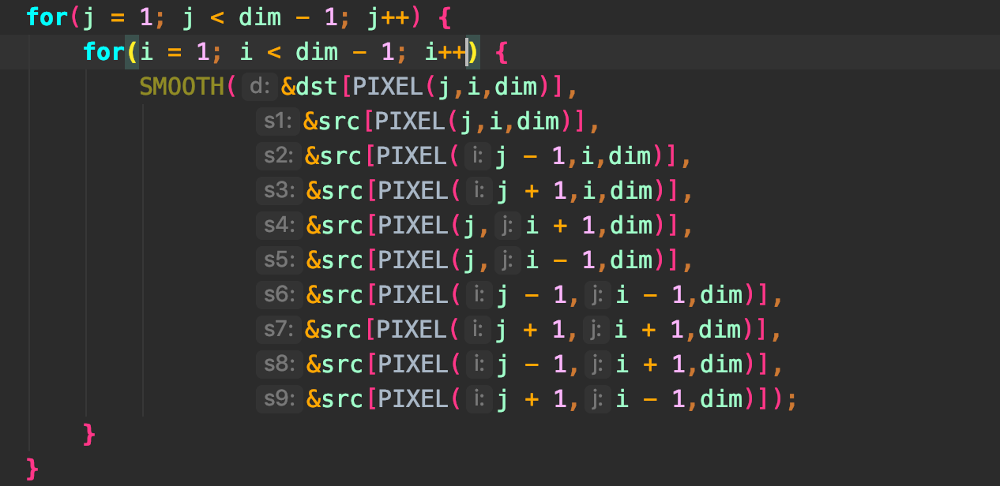 for(j = 1; j < dim - 1; j++) {
for(i = 1; i < dim - 1; i++) {
SMOOTH( d: &dst[PIXEL(j,i,dim)],
s1: &src[PIXEL(j,i,dim)],
s2: &src[PIXEL( i: j - 1,i,dim)],
s3: &src[PIXEL( i: j + 1,i,dim)],
s4: &src[PIXEL(j, j: i + 1,dim)],
s5: &src[PIXEL(j, j: i - 1,dim)],
s6: &src[PIXEL( i: j - 1, j: i - 1,dim)],
s7: &src[PIXEL( i: j + 1, j: i + 1,dim)],
s8: &src[PIXEL( i: j - 1, j: i + 1,dim)],
s9: &src[PIXEL( i: j + 1, j: i - 1,dim)]);
}
}